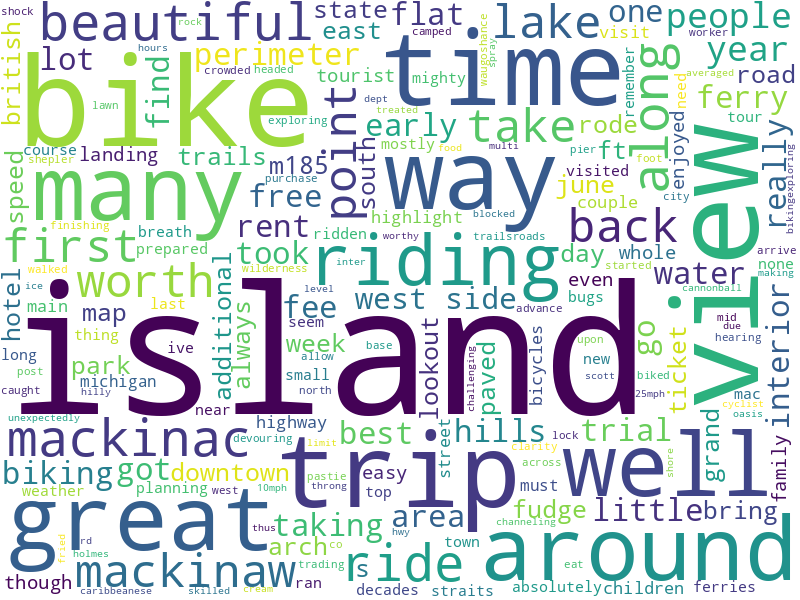 shock
beautiful
state
flat
lake
one
people
rock
hours
camped
waugoshance
spray
worker
british
lot
perimeter
east
mighty
visit
year
find
crowded
headed
tourist
time
along
remember
averaged
road
bike
lawn
exploring
point
early
dept
treated
take
rode
need
ferry
course
landing
mostly
multi
food
pier
foot
tour
shepler
trails
m185
south
way
ft
enjoyed
view
really
speed
many
purchase
free
visited
june
couple
city
bikingexploring
finishing
breath
highlight
blocked
back
first
prepared
rent
ridden
worthy
trailsroads
day
whole
arrive
walked
took
riding
started
water
none
making
hotel
ice
worth
wilderness
inter
even
cannonball
interior
main
last
additional
fee
level
west side
advance
bugs
go
map
island
always
seem
base
upon
new
ticket
mid
due
mac
long
thing
ive
week
allow
lookout
challenging
paved
bicycles
scott
biked
25mph
hearing
post
park
small
north
cyclist
oasis
caught
michigan
hilly
near
highway
best
street
hills
trial
grand
unexpectedly
mackinac
devouring
limit
trip
lock
clarity
well
shore
family
biking
got
downtown
easy
across
weather
planning
west
10mph
pastie
throng
top
must
fudge
little
bring
great
thus
taking
area
hwy
town
channeling
around
fried
rd
holmes
arch
co
trading
ride
eat
though
mackinaw
cream
ran
s
decades
straits
absolutely
children
ferries
caribbeanese
skilled